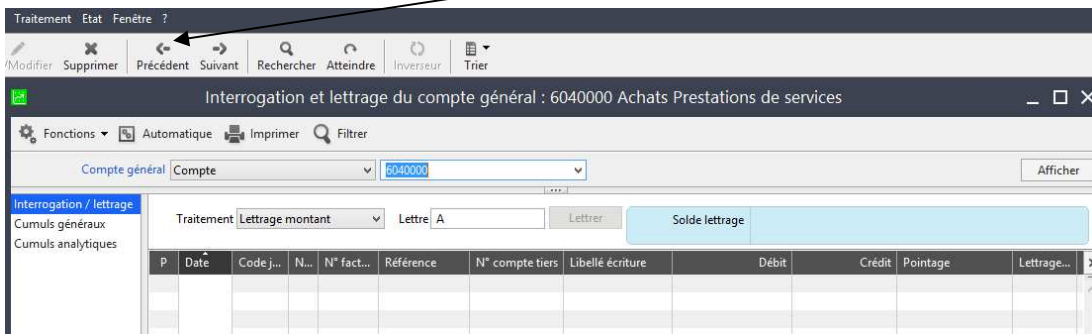 Traitement Etat Fenêtre ?
/Modifier Supprimer Précédent Suivant Rechercher Atteindre Inverseur Trier
Interrogation et lettrage du compte général : 6040000 Achats Prestations de services
Fonctions Automatique Imprimer Filtrer
Compte général Compte 6040000 Afficher
Interrogation / lettrage
Cumuls généraux
Cumuls analytiques
Traitement Lettrage montant Lettre A Lettrer Solde lettrage
P Date Code j... N... N° fact... Référence N° compte tiers Libellé écriture Débit Crédit Pointage Lettrage...